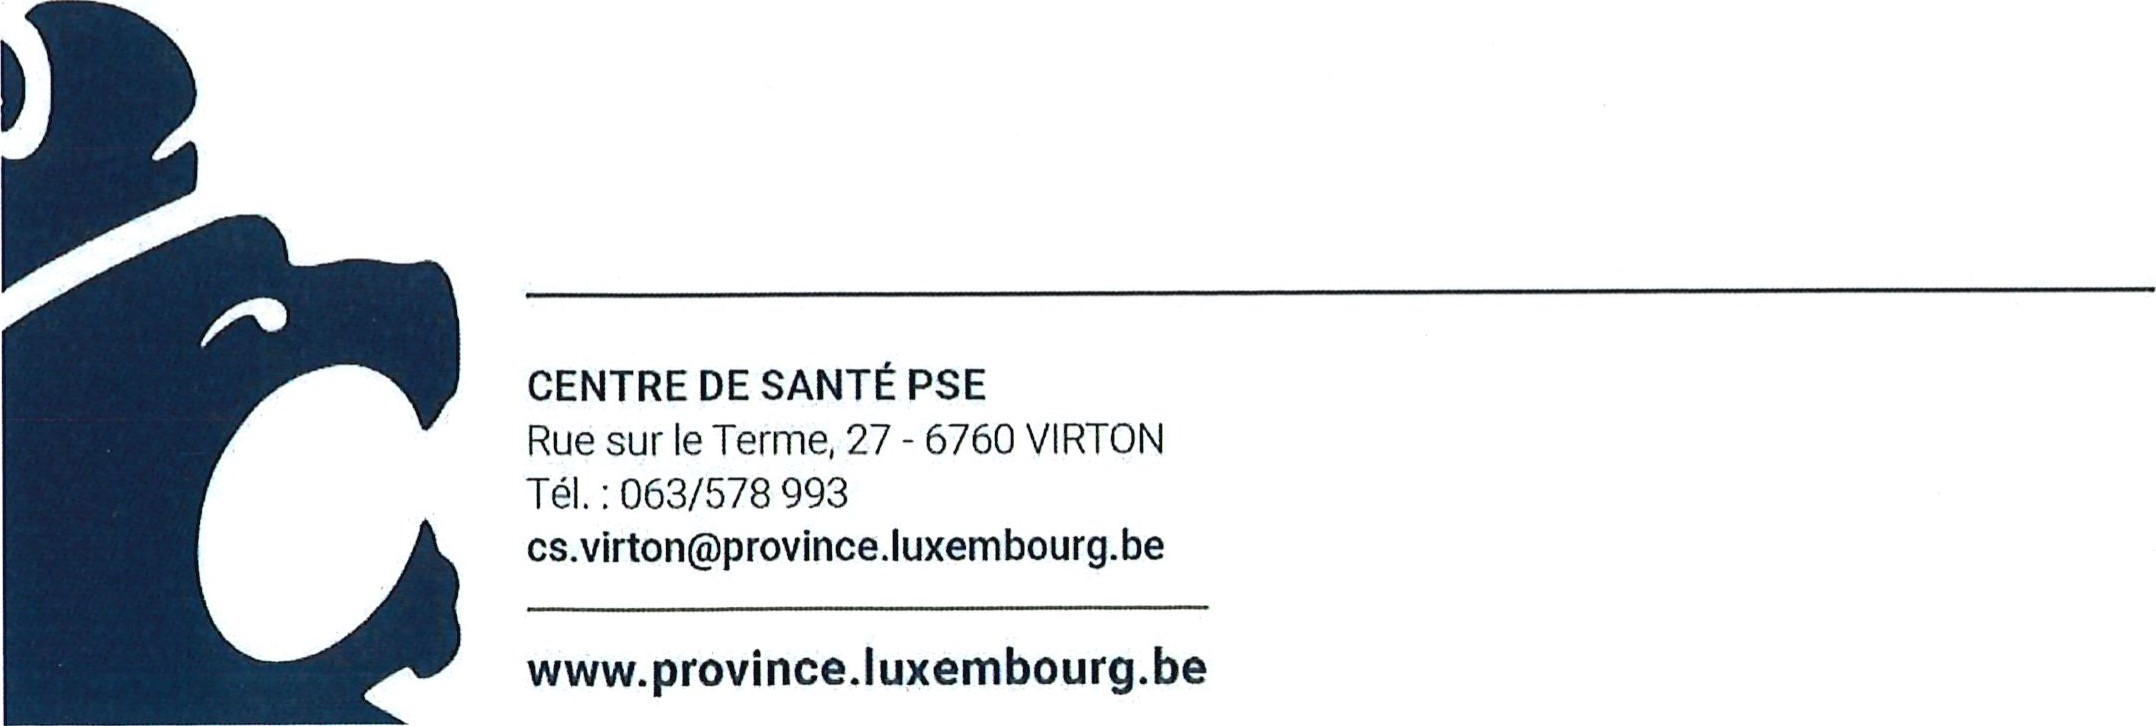 CENTRE DE SANTÉ PSE
Rue sur le Terme, 27 - 6760 VIRTON
Tél. : 063/578 993
cs.virton@province.luxembourg.be
www.province.luxembourg.be